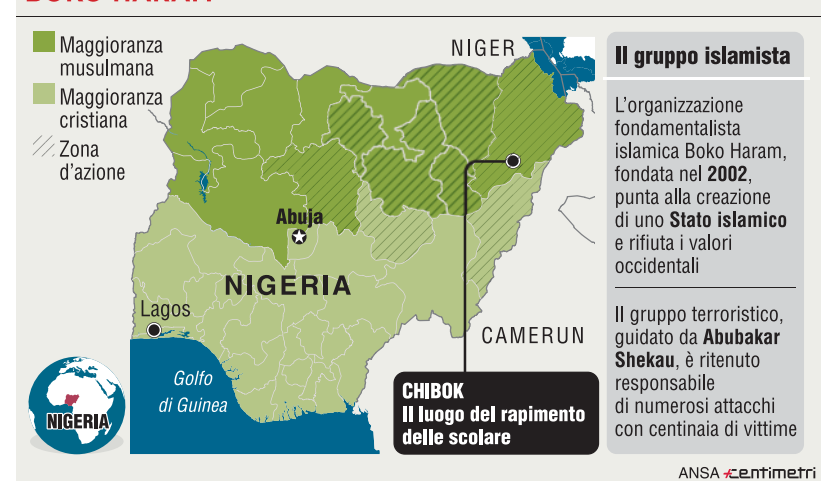 BOKO HARAM
Maggioranza
musulmana
Maggioranza
cristiana
Zona
d'azione
NIGER
Abuja
NIGERIA
Lagos
CAMERUN
Golfo
di Guinea
NIGERIA
CHIBOK
Il luogo del rapimento
delle scolare
Il gruppo islamista
L'organizzazione
fondamentalista
islamica Boko Haram,
fondata nel 2002,
punta alla creazione
di uno Stato islamico
e rifiuta i valori
occidentali
Il gruppo terroristico,
guidato da Abubakar
Shekau, è ritenuto
responsabile
di numerosi attacchi
con centinaia di vittime
ANSA centimetri